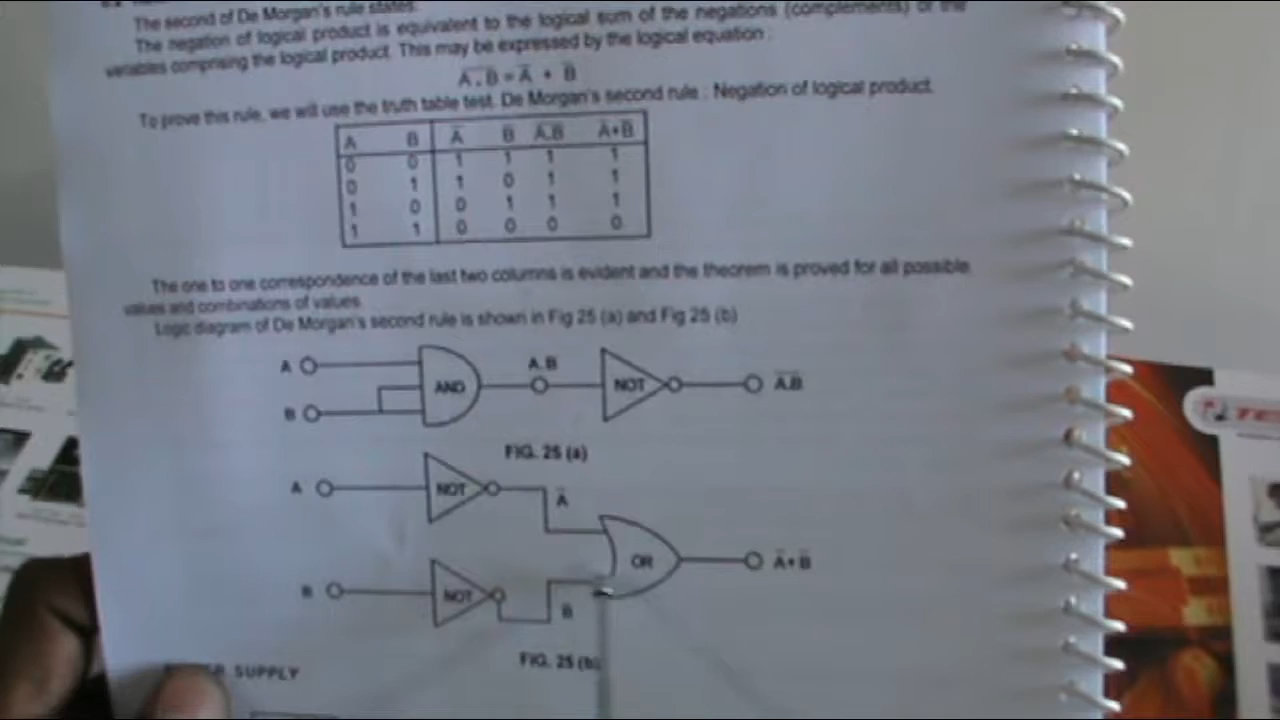 The second of De Morgan's rule states:
The negation of logical product is equivalent to the logical sum of the negations (complements) of the
variables comprising the logical product. This may be expressed by the logical equation :
A̅.̅B̅ = A̅ + B̅
To prove this rule, we will use the truth table test. De Morgan's second rule : Negation of logical product.
A B A̅ B̅ A̅.̅B̅ A̅+B̅
0 0 1 1 1 1
0 1 1 0 1 1
1 0 0 1 1 1
1 1 0 0 0 0
The one to one correspondence of the last two columns is evident and the theorem is proved for all possible
values and combinations of values.
Logic diagram of De Morgan's second rule is shown in Fig 25 (a) and Fig 25 (b)
A AND A.B NOT A̅.̅B̅
B
FIG. 25 (a)
A NOT A̅
OR A̅+B̅
B NOT B̅
FIG. 25 (b)
SUPPLY